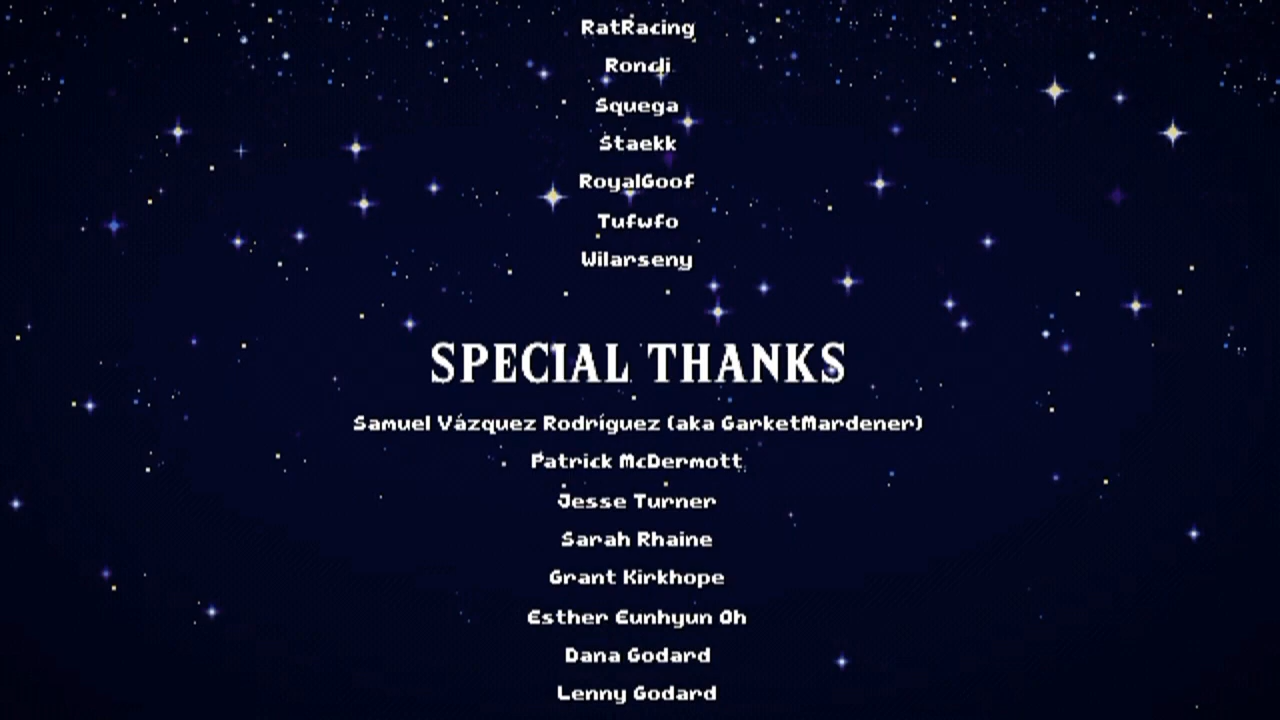 RatRacing
Rondi
Squega
Staekk
RoyalGoof
Tufwfo
Wilarseny
SPECIAL THANKS
Samuel Vázquez Rodríguez (aka GarketMardener)
Patrick McDermott
Jesse Turner
Sarah Rhaine
Grant Kirkhope
Esther Eunhyun Oh
Dana Godard
Lenny Godard